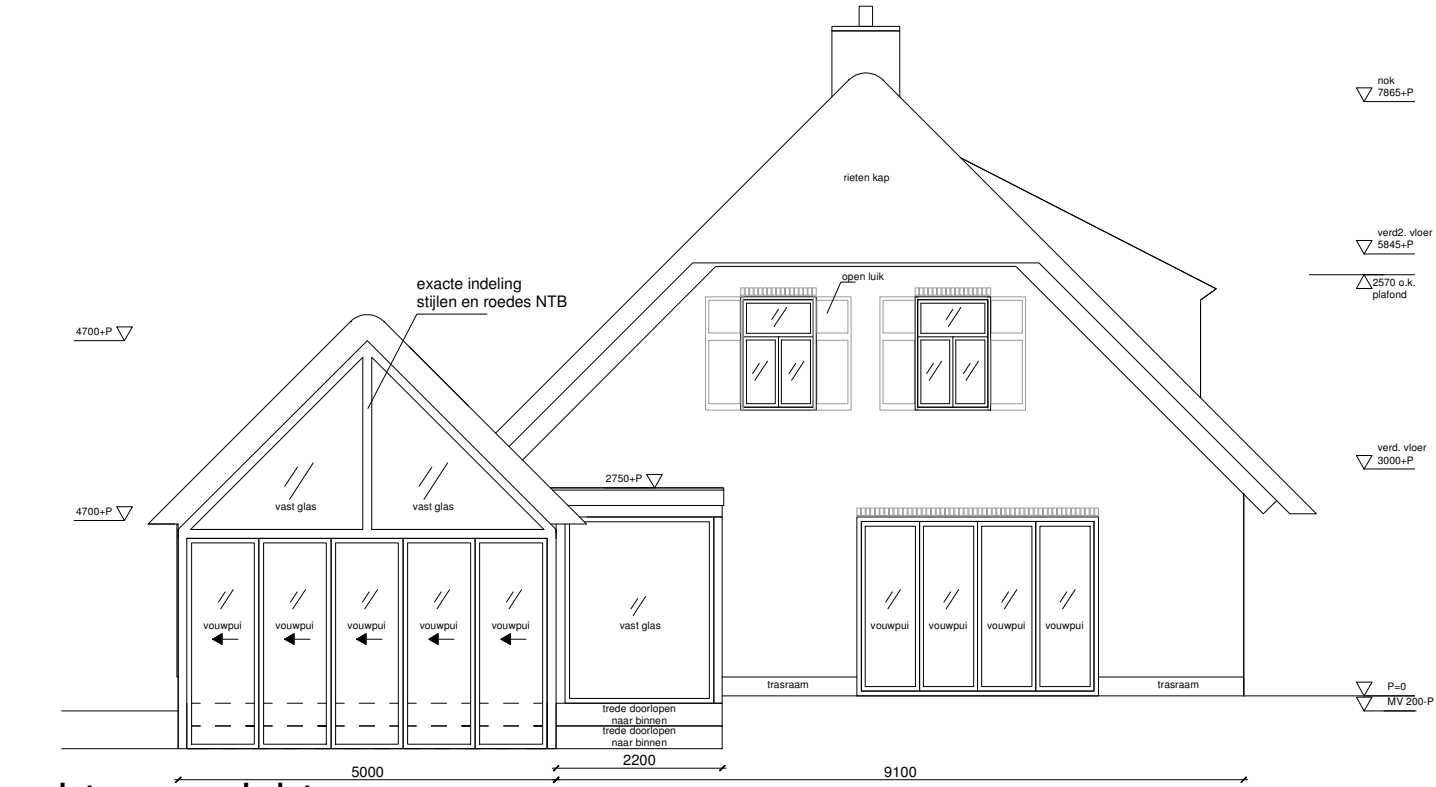 nok
7865+P
rieten kap
verd2. vloer
5845+P
open luik
2570 o.k.
plafond
exacte indeling
stijlen en roedes NTB
4700+P
verd. vloer
3000+P
2750+P
vast glas
vast glas
4700+P
vouwpui
vouwpui
vouwpui
vouwpui
vouwpui
vast glas
vouwpui
vouwpui
vouwpui
vouwpui
trasraam
trasraam
P=0
MV 200-P
trede doorlopen
naar binnen
trede doorlopen
naar binnen
2200
5000
9100